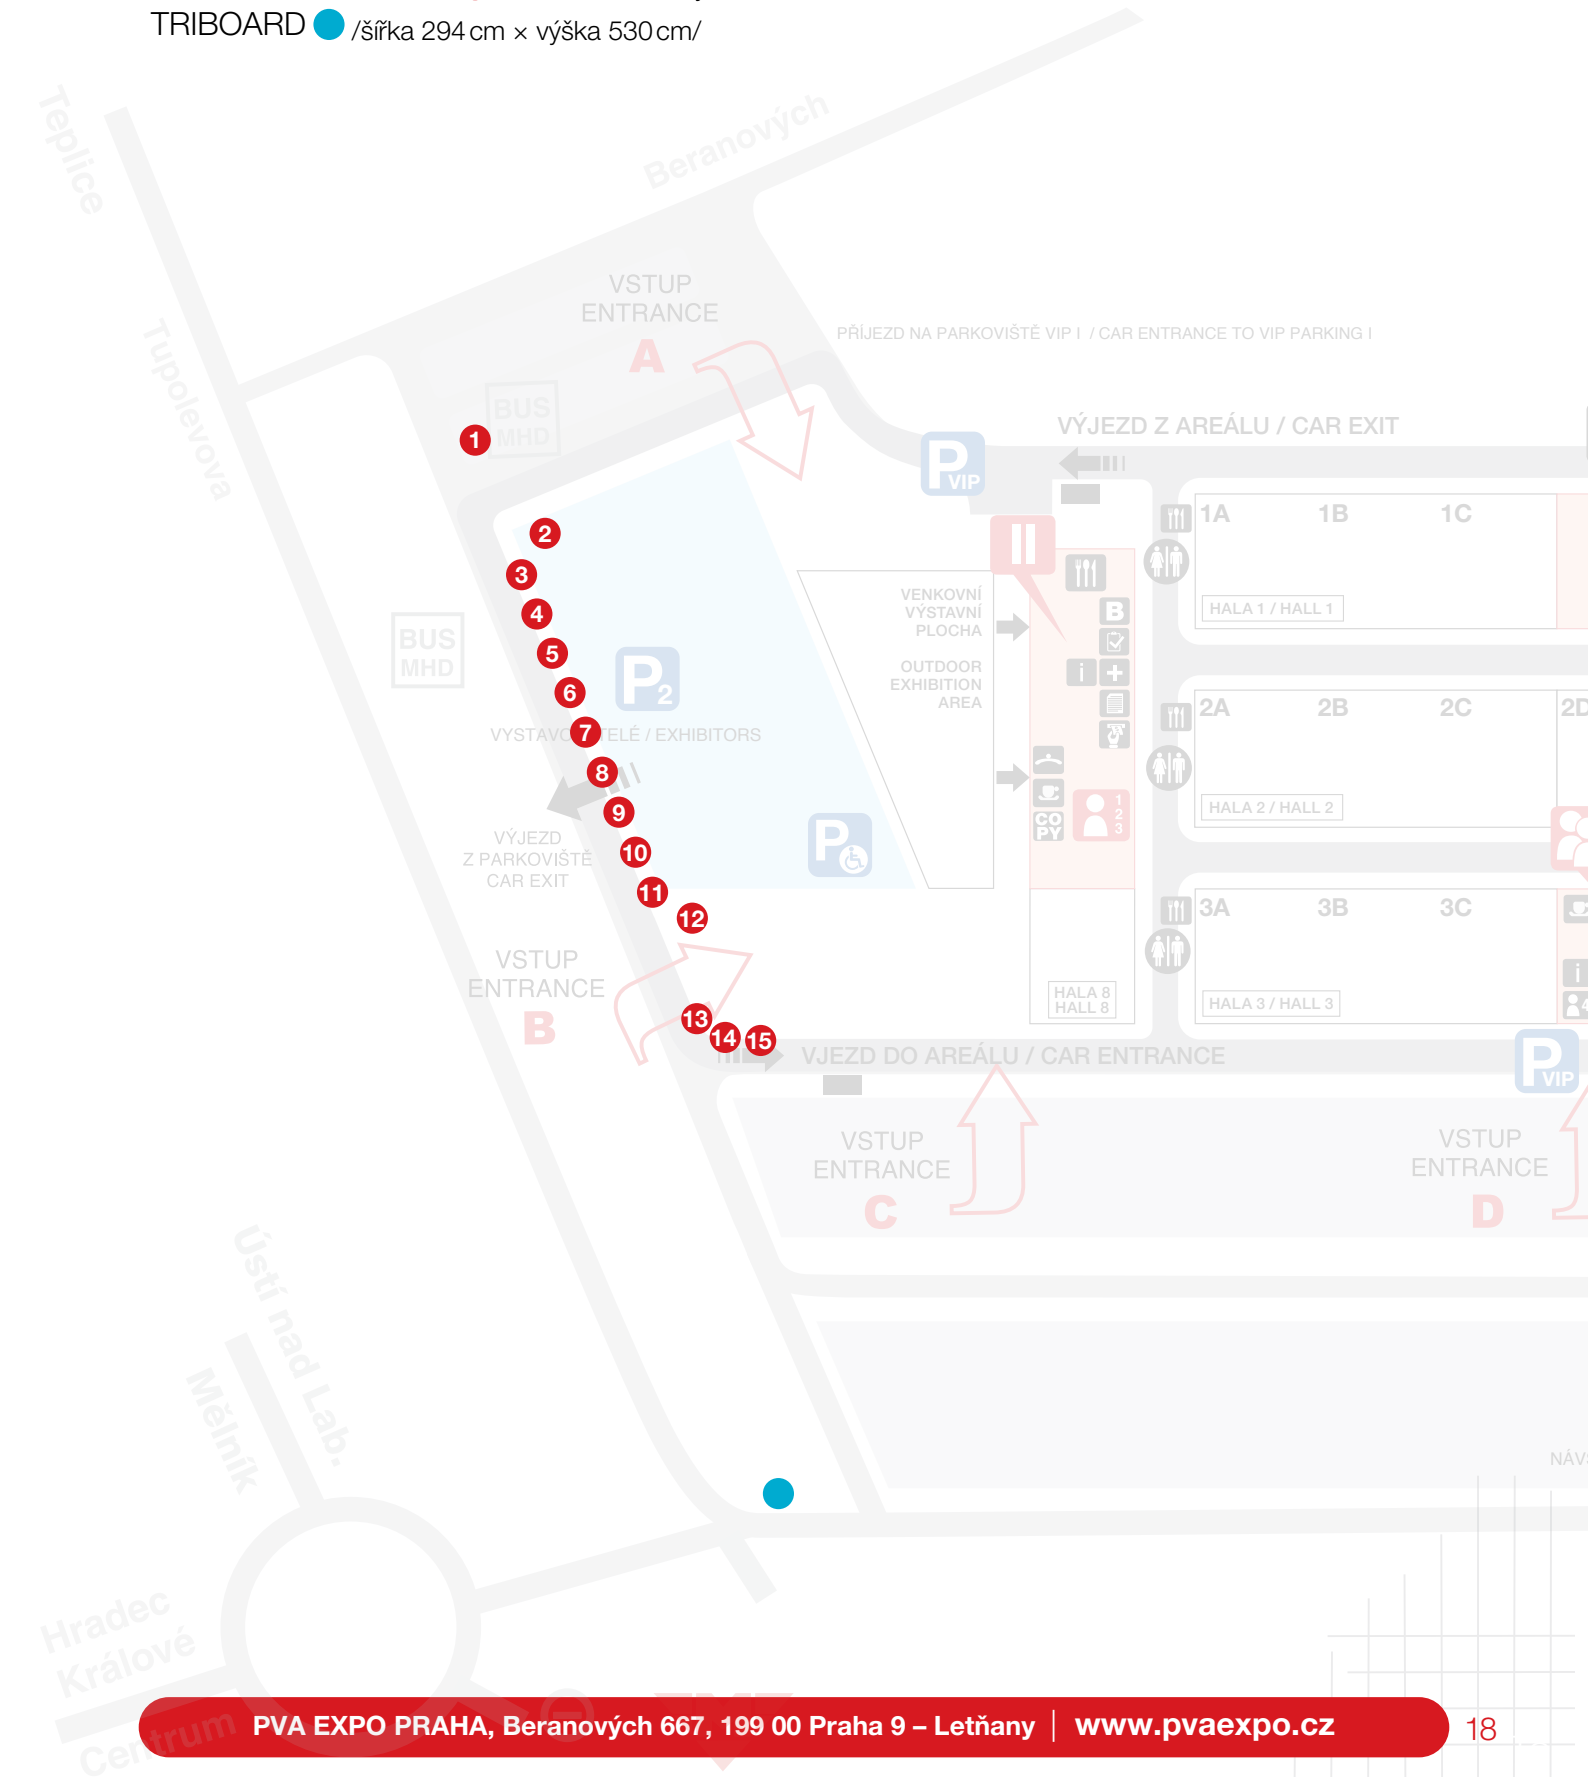 TRIBOARD /šířka 294 cm × výška 530 cm/
Teplice
Beranových
Tupolevova
VSTUP
ENTRANCE
A
PŘÍJEZD NA PARKOVIŠTĚ VIP I / CAR ENTRANCE TO VIP PARKING I
BUS
MHD
1
VÝJEZD Z AREÁLU / CAR EXIT
P
VIP
2
3
4
5
6
7
8
9
10
11
12
13
14
15
1A 1B 1C
HALA 1 / HALL 1
VENKOVNÍ
VÝSTAVNÍ
PLOCHA
OUTDOOR
EXHIBITION
AREA
II
B
i
BUS
MHD
P2
/ EXHIBITORS
2A 2B 2C 2D
HALA 2 / HALL 2
COPY
1
2
3
P
VÝJEZD
Z PARKOVIŠTĚ
CAR EXIT
3A 3B 3C
HALA 3 / HALL 3
i
4
HALA 8
HALL 8
VSTUP
ENTRANCE
B
VJEZD DO AREÁLU / CAR ENTRANCE
P
VIP
VSTUP
ENTRANCE
C
VSTUP
ENTRANCE
D
Ústí nad Lab.
Mělník
Hradec
Králové
Centrum
PVA EXPO PRAHA, Beranových 667, 199 00 Praha 9 – Letňany | www.pvaexpo.cz
18